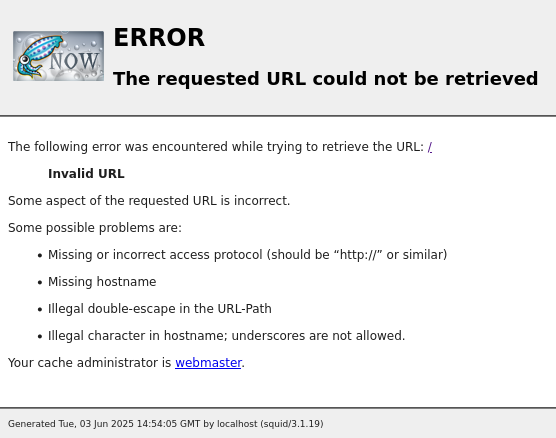 NOW
ERROR
The requested URL could not be retrieved
The following error was encountered while trying to retrieve the URL: /
Invalid URL
Some aspect of the requested URL is incorrect.
Some possible problems are:
• Missing or incorrect access protocol (should be “http://” or similar)
• Missing hostname
• Illegal double-escape in the URL-Path
• Illegal character in hostname; underscores are not allowed.
Your cache administrator is webmaster.
Generated Tue, 03 Jun 2025 14:54:05 GMT by localhost (squid/3.1.19)